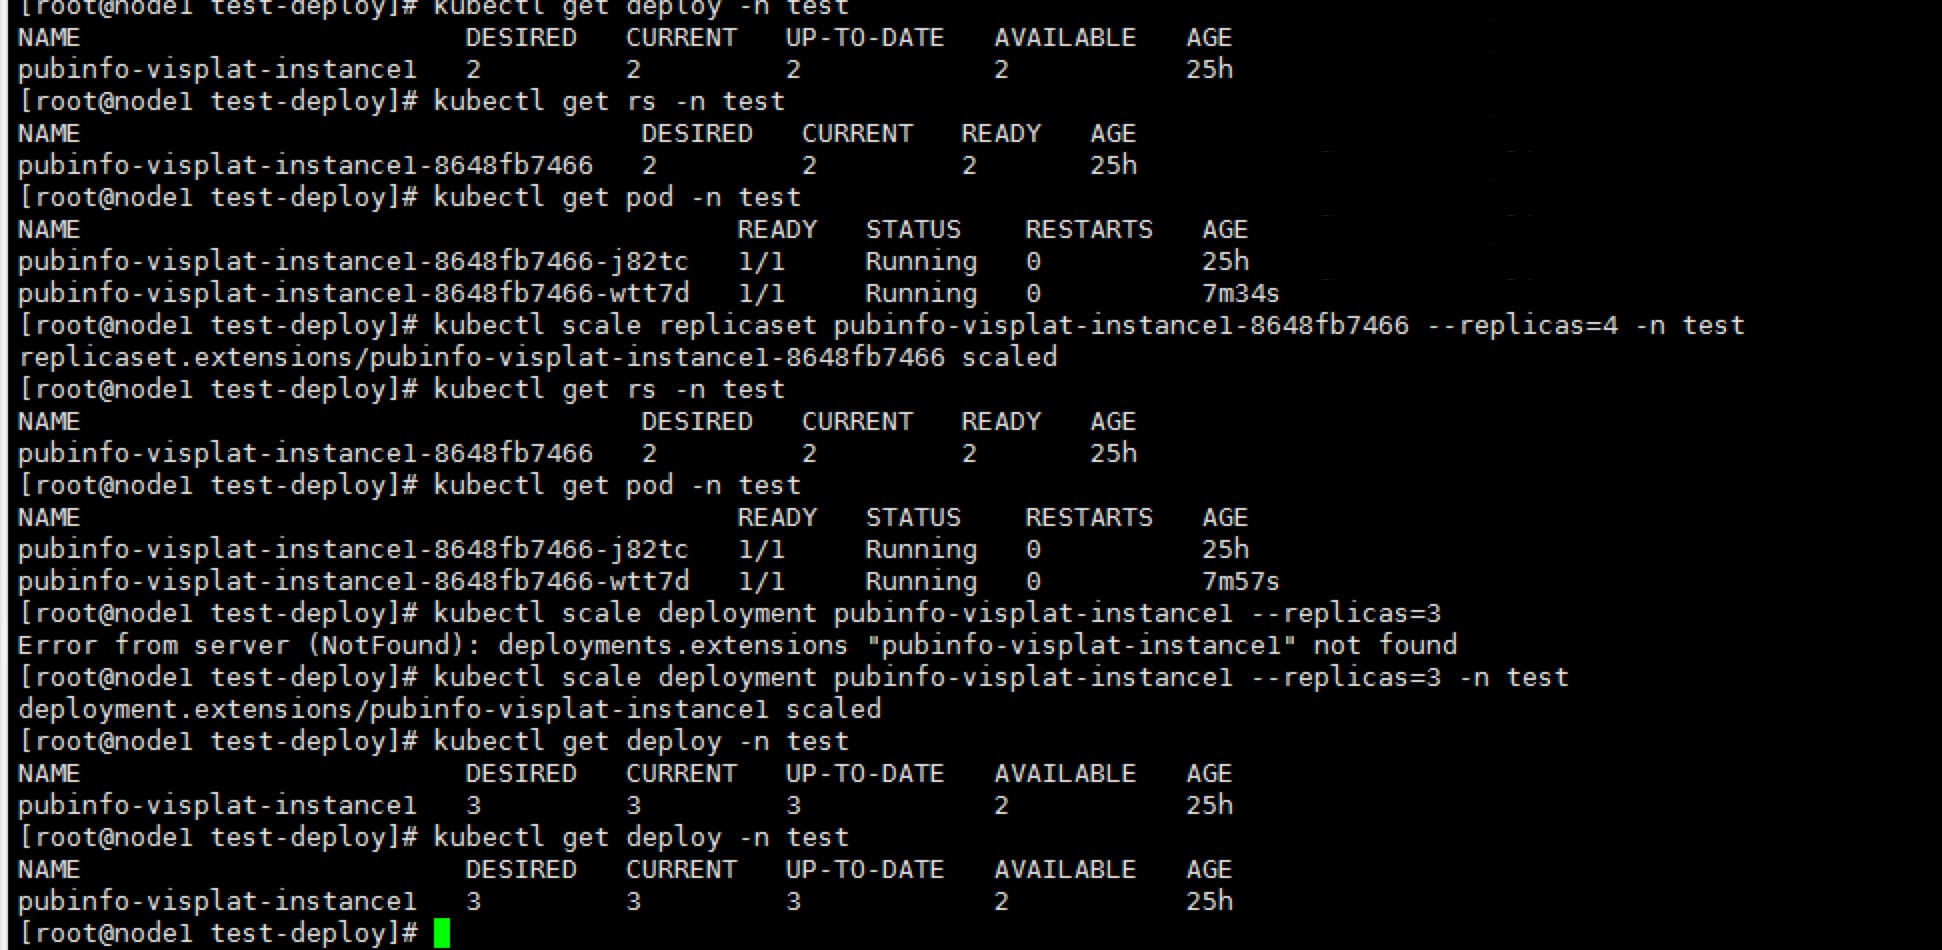 [root@node1 test-deploy]# kubectl get deploy -n test
NAME DESIRED CURRENT UP-TO-DATE AVAILABLE AGE
pubinfo-visplat-instance1 2 2 2 2 25h
[root@node1 test-deploy]# kubectl get rs -n test
NAME DESIRED CURRENT READY AGE
pubinfo-visplat-instance1-8648fb7466 2 2 2 25h
[root@node1 test-deploy]# kubectl get pod -n test
NAME READY STATUS RESTARTS AGE
pubinfo-visplat-instance1-8648fb7466-j82tc 1/1 Running 0 25h
pubinfo-visplat-instance1-8648fb7466-wtt7d 1/1 Running 0 7m34s
[root@node1 test-deploy]# kubectl scale replicaset pubinfo-visplat-instance1-8648fb7466 --replicas=4 -n test
replicaset.extensions/pubinfo-visplat-instance1-8648fb7466 scaled
[root@node1 test-deploy]# kubectl get rs -n test
NAME DESIRED CURRENT READY AGE
pubinfo-visplat-instance1-8648fb7466 2 2 2 25h
[root@node1 test-deploy]# kubectl get pod -n test
NAME READY STATUS RESTARTS AGE
pubinfo-visplat-instance1-8648fb7466-j82tc 1/1 Running 0 25h
pubinfo-visplat-instance1-8648fb7466-wtt7d 1/1 Running 0 7m57s
[root@node1 test-deploy]# kubectl scale deployment pubinfo-visplat-instance1 --replicas=3
Error from server (NotFound): deployments.extensions "pubinfo-visplat-instance1" not found
[root@node1 test-deploy]# kubectl scale deployment pubinfo-visplat-instance1 --replicas=3 -n test
deployment.extensions/pubinfo-visplat-instance1 scaled
[root@node1 test-deploy]# kubectl get deploy -n test
NAME DESIRED CURRENT UP-TO-DATE AVAILABLE AGE
pubinfo-visplat-instance1 3 3 3 2 25h
[root@node1 test-deploy]# kubectl get deploy -n test
NAME DESIRED CURRENT UP-TO-DATE AVAILABLE AGE
pubinfo-visplat-instance1 3 3 3 2 25h
[root@node1 test-deploy]#